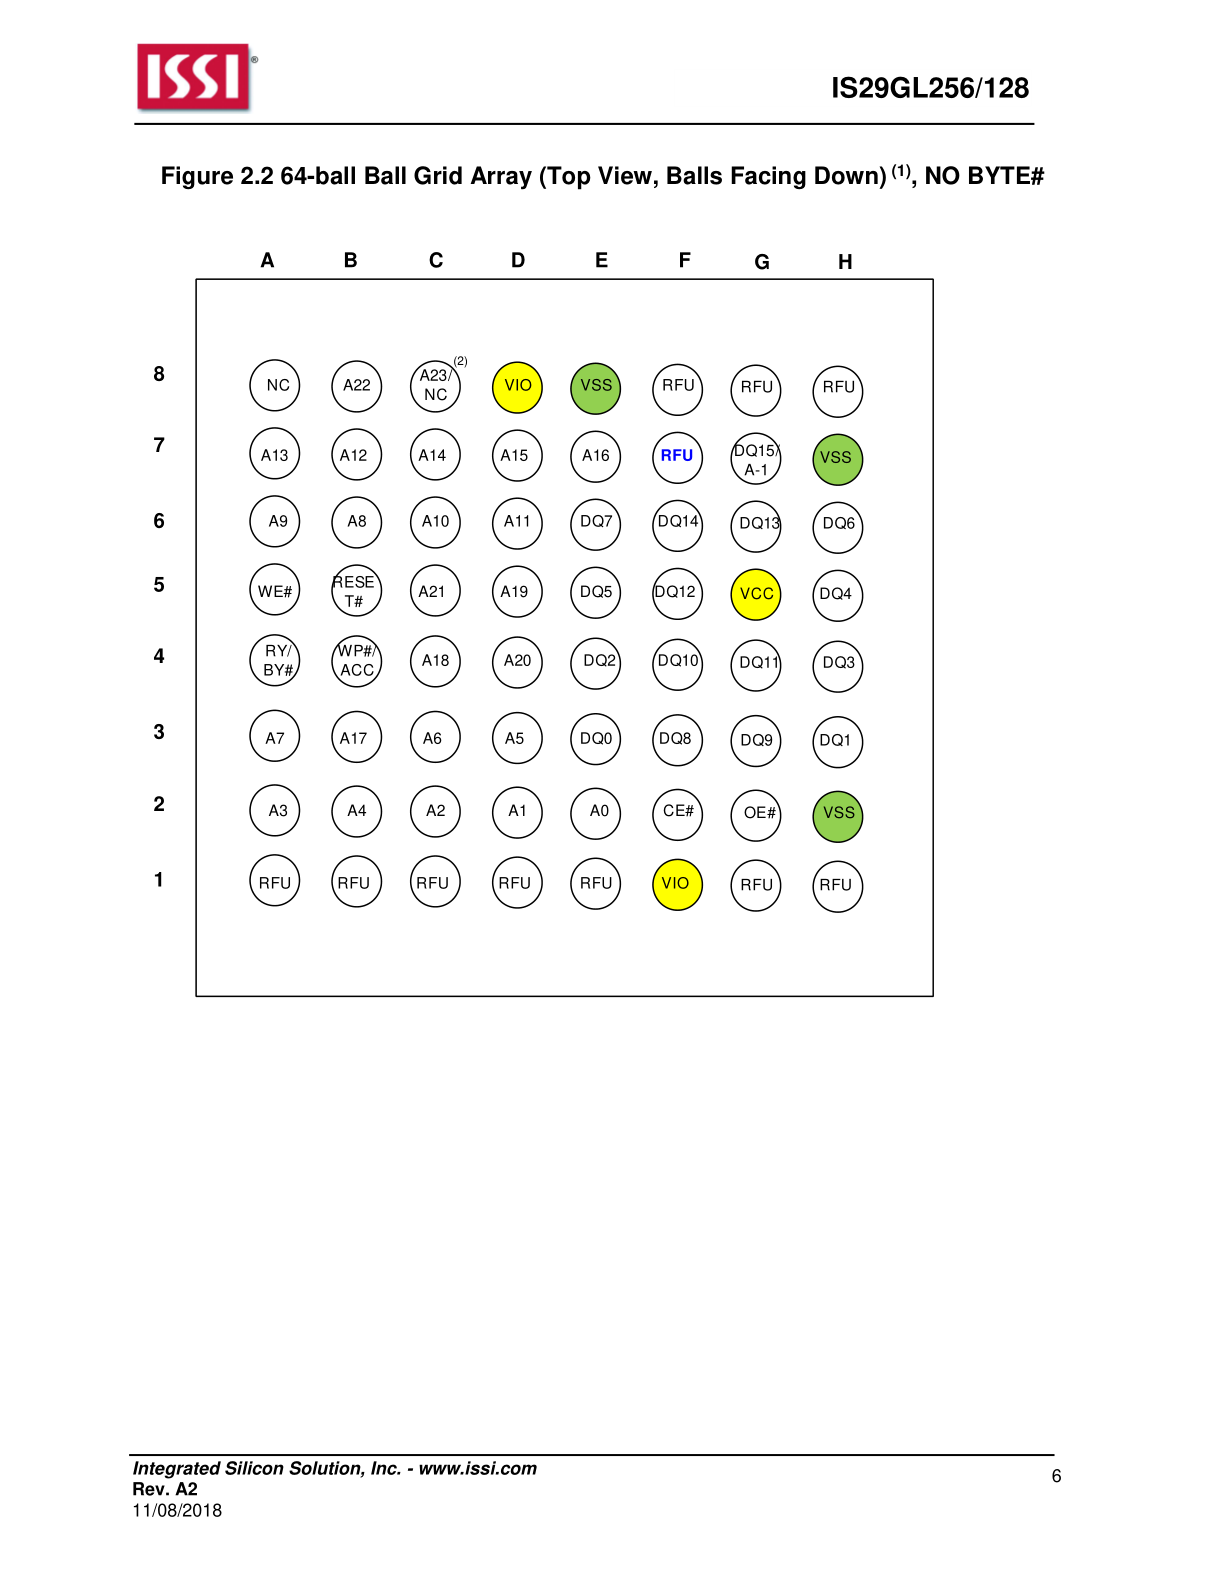 ISSI®
IS29GL256/128
Figure 2.2 64-ball Ball Grid Array (Top View, Balls Facing Down) (1), NO BYTE#
A B C D E F G H
8 NC A22 A23/NC (2) VIO VSS RFU RFU RFU
7 A13 A12 A14 A15 A16 RFU DQ15/A-1 VSS
6 A9 A8 A10 A11 DQ7 DQ14 DQ13 DQ6
5 WE# RESET# A21 A19 DQ5 DQ12 VCC DQ4
4 RY/BY# WP#/ACC A18 A20 DQ2 DQ10 DQ11 DQ3
3 A7 A17 A6 A5 DQ0 DQ8 DQ9 DQ1
2 A3 A4 A2 A1 A0 CE# OE# VSS
1 RFU RFU RFU RFU RFU VIO RFU RFU
Integrated Silicon Solution, Inc. - www.issi.com
6
Rev. A2
11/08/2018